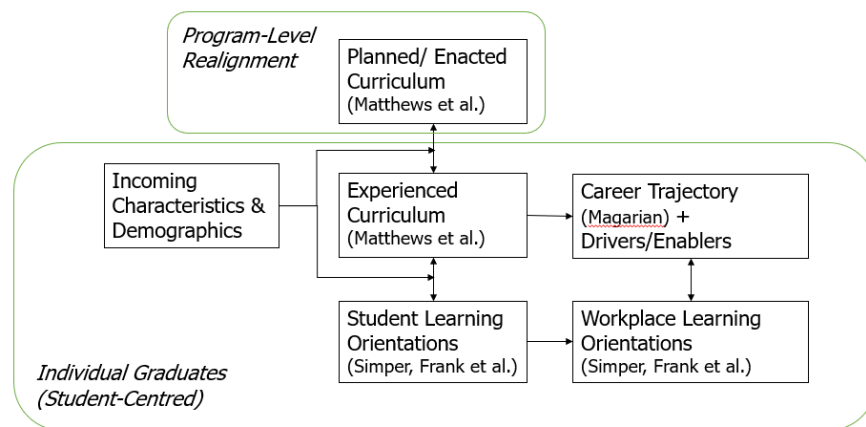 Program-Level
Realignment
Planned/ Enacted
Curriculum
(Matthews et al.)
Incoming
Characteristics &
Demographics
Experienced
Curriculum
(Matthews et al.)
Career Trajectory
(Magarian) +
Drivers/Enablers
Student Learning
Orientations
(Simper, Frank et al.)
Workplace Learning
Orientations
(Simper, Frank et al.)
Individual Graduates
(Student-Centred)